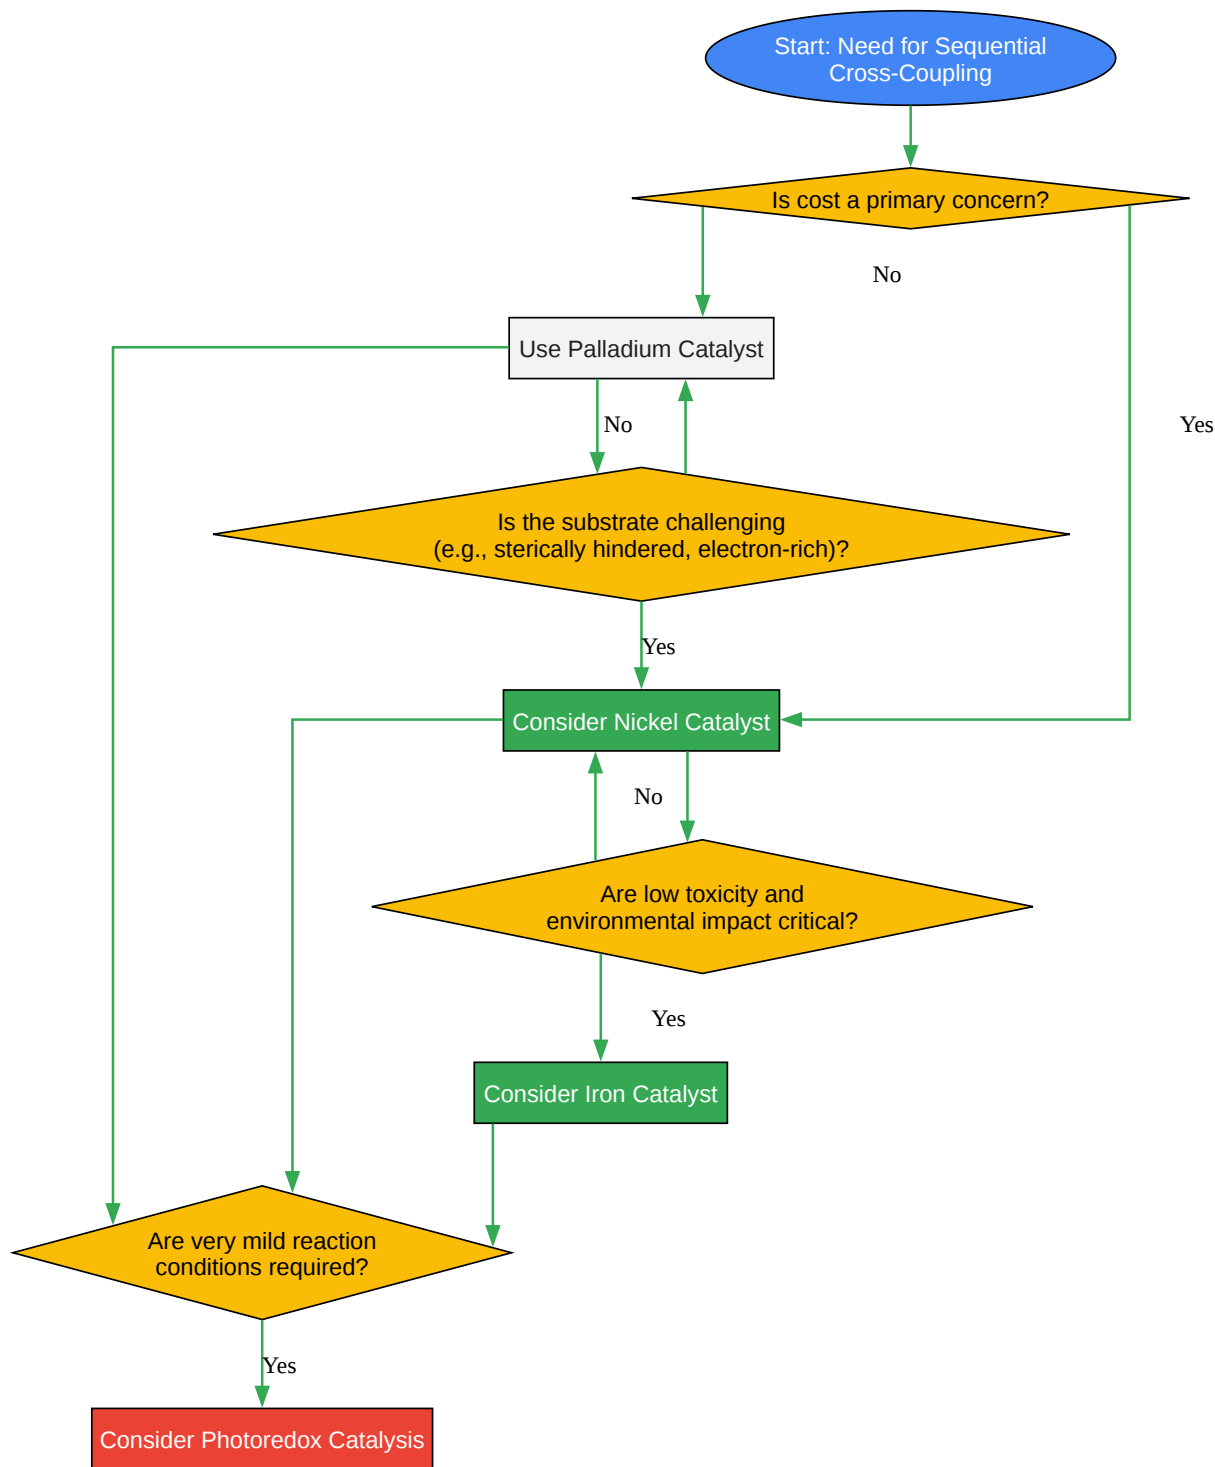 Start: Need for Sequential
Cross-Coupling
Is cost a primary concern?
No
Use Palladium Catalyst
No
Yes
Is the substrate challenging
(e.g., sterically hindered, electron-rich)?
Yes
Consider Nickel Catalyst
No
Are low toxicity and
environmental impact critical?
Yes
Consider Iron Catalyst
Are very mild reaction
conditions required?
Yes
Consider Photoredox Catalysis